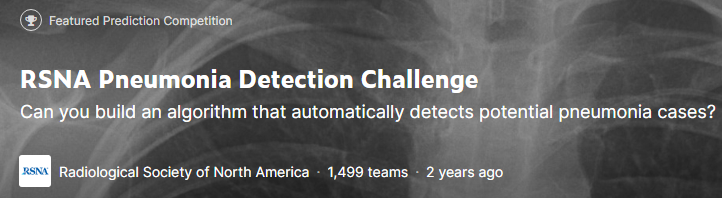 Featured Prediction Competition
RSNA Pneumonia Detection Challenge
Can you build an algorithm that automatically detects potential pneumonia cases?
RSNA Radiological Society of North America · 1,499 teams · 2 years ago